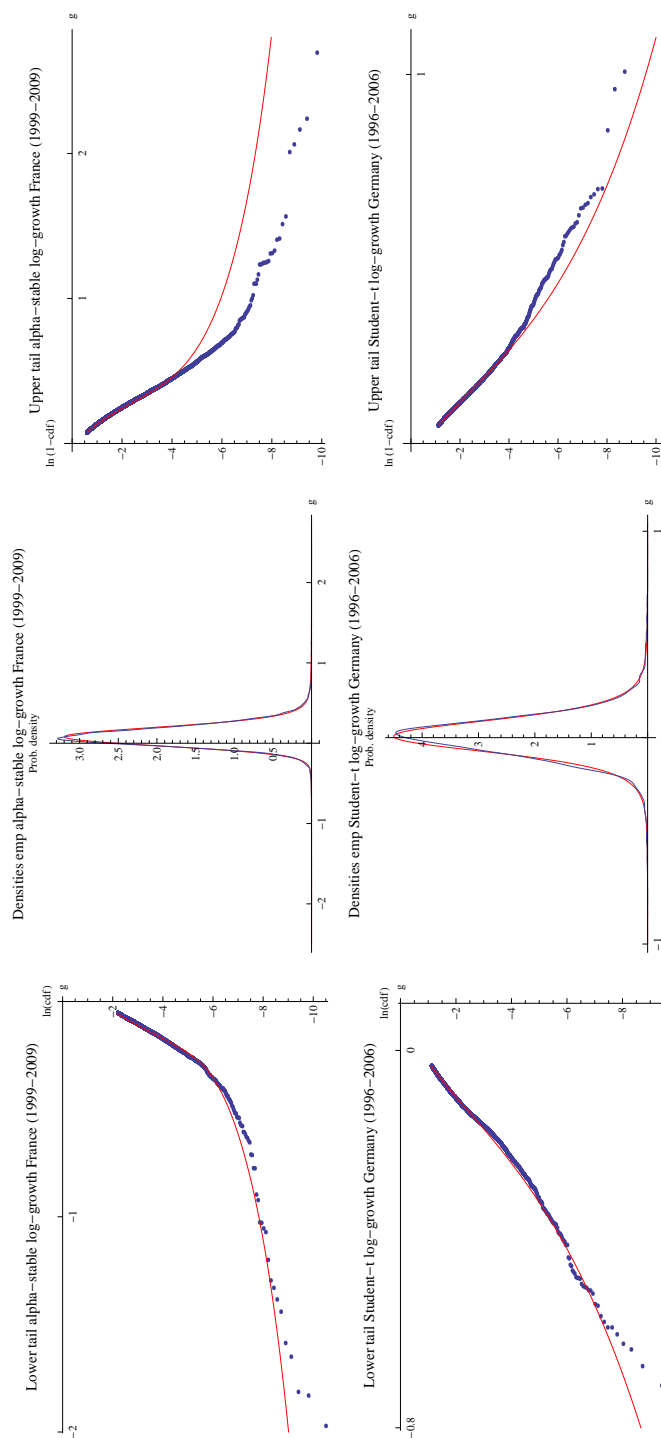 Lower tail alpha−stable log−growth France (1999−2009)
g
ln(cdf)
−2
−1
−2
−4
−6
−8
−10
Densities emp alpha−stable log−growth France (1999−2009)
Prob. density
g
−2
−1
1
2
0.5
1.0
1.5
2.0
2.5
3.0
Upper tail alpha−stable log−growth France (1999−2009)
ln (1−cdf)
g
1
2
−2
−4
−6
−8
−10
Lower tail Student−t log−growth Germany (1996−2006)
g
ln(cdf)
−0.8
0
−2
−4
−6
−8
Densities emp Student−t log−growth Germany (1996−2006)
Prob. density
g
−1
1
1
2
3
4
Upper tail Student−t log−growth Germany (1996−2006)
ln (1−cdf)
g
1
−2
−4
−6
−8
−10